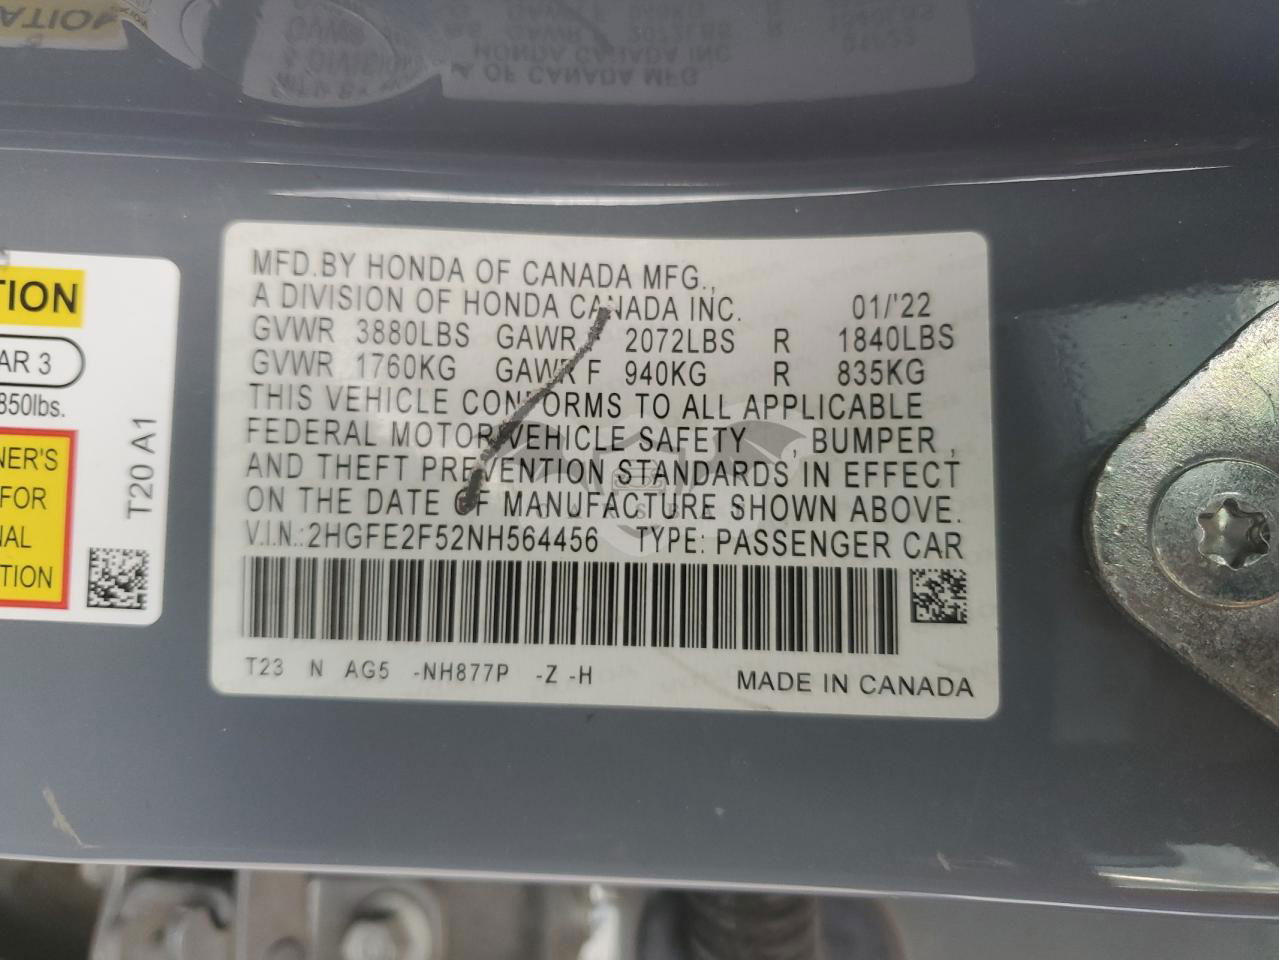 MFD.BY HONDA OF CANADA MFG.,
A DIVISION OF HONDA CANADA INC. 01/'22
GVWR 3880LBS GAWR 2072LBS R 1840LBS
GVWR 1760KG GAWR F 940KG R 835KG
THIS VEHICLE CONFORMS TO ALL APPLICABLE
FEDERAL MOTOR VEHICLE SAFETY , BUMPER ,
AND THEFT PREVENTION STANDARDS IN EFFECT
ON THE DATE OF MANUFACTURE SHOWN ABOVE.
V.I.N.:2HGFE2F52NH564456 TYPE: PASSENGER CAR
T23 N AG5 -NH877P -Z -H MADE IN CANADA
TION
AR 3
850lbs.
NER'S
FOR
NAL
TION
T20 A1